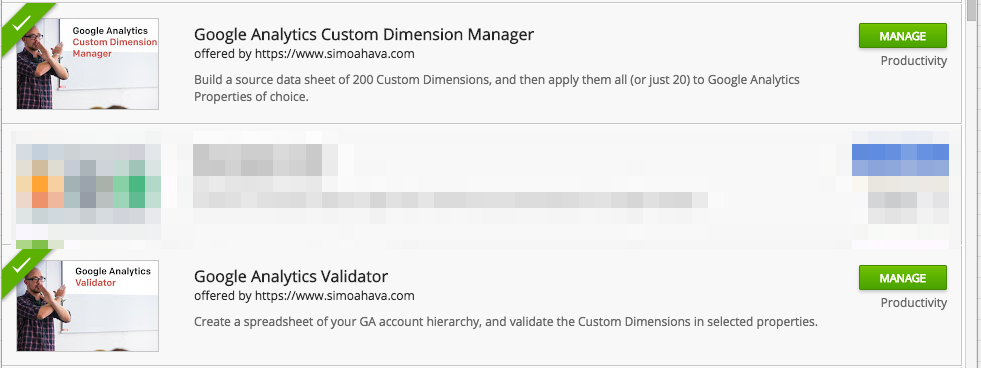 Google Analytics
Custom Dimension
Manager
Google Analytics Custom Dimension Manager
offered by https://www.simoahava.com
Build a source data sheet of 200 Custom Dimensions, and then apply them all (or just 20) to Google Analytics
Properties of choice.
MANAGE
Productivity
Google Analytics
Validator
Google Analytics Validator
offered by https://www.simoahava.com
Create a spreadsheet of your GA account hierarchy, and validate the Custom Dimensions in selected properties.
MANAGE
Productivity